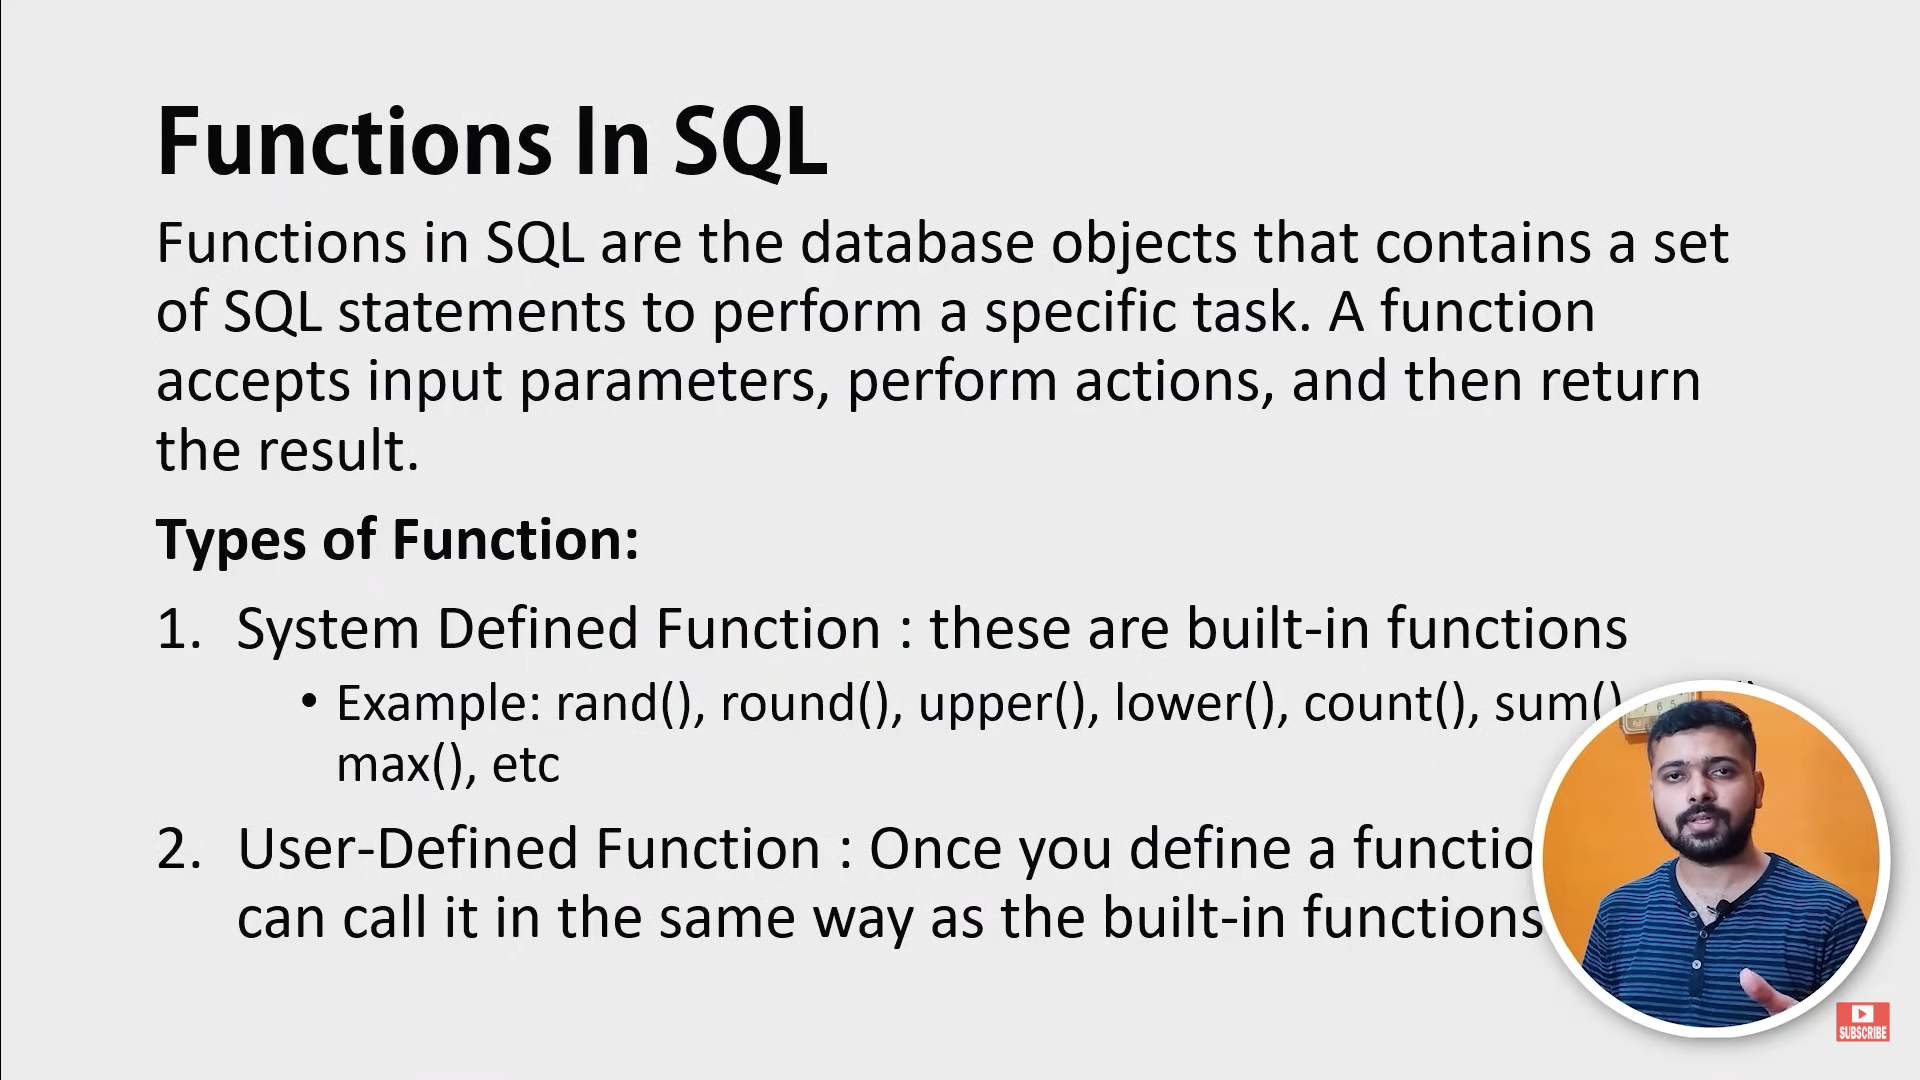 Functions In SQL
Functions in SQL are the database objects that contains a set
of SQL statements to perform a specific task. A function
accepts input parameters, perform actions, and then return
the result.
Types of Function:
1. System Defined Function : these are built-in functions
• Example: rand(), round(), upper(), lower(), count(), sum()
max(), etc
2. User-Defined Function : Once you define a
can call it in the same way as the built-in functions
SUBSCRIBE